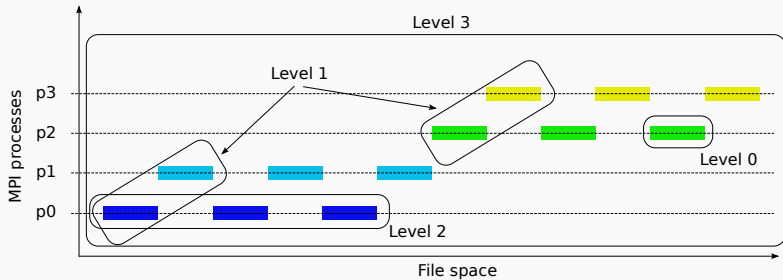 Level 3
Level 1
p3
p2
Level 0
p1
p0
Level 2
MPI processes
File space